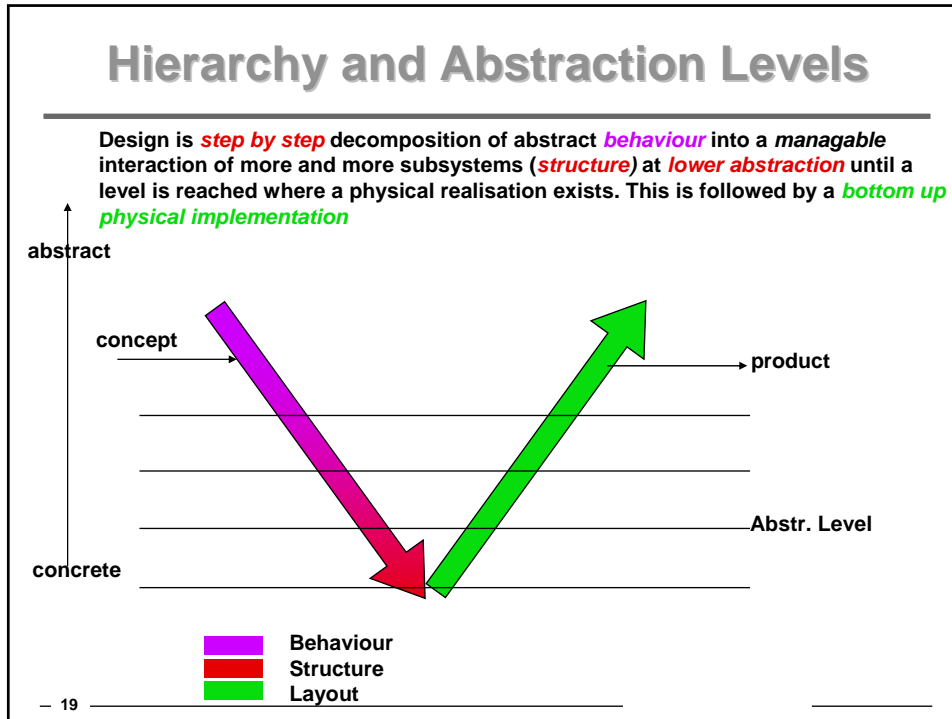 Hierarchy and Abstraction Levels
Design is step by step decomposition of abstract behaviour into a managable
interaction of more and more subsystems (structure) at lower abstraction until a
level is reached where a physical realisation exists. This is followed by a bottom up
physical implementation
abstract
concept
product
Abstr. Level
concrete
Behaviour
Structure
Layout
19